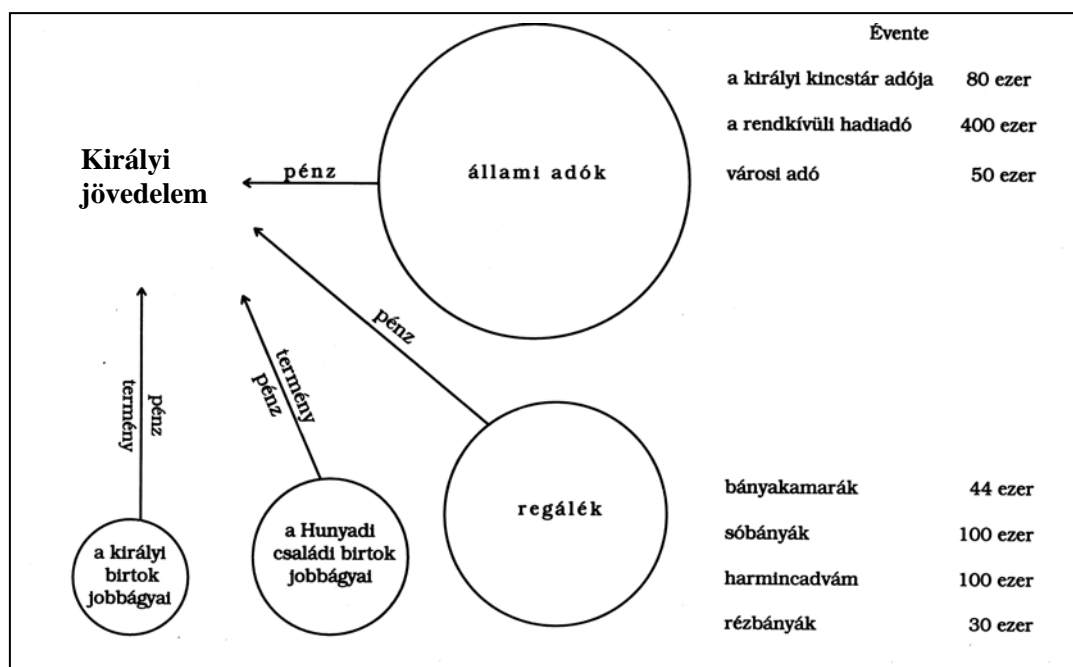 Évente
a királyi kincstár adója 80 ezer
a rendkívüli hadiadó 400 ezer
városi adó 50 ezer
Királyi
jövedelem
pénz
állami adók
pénz
termény
pénz
pénz
termény
a királyi
birtok
jobbágyai
a Hunyadi
családi birtok
jobbágyai
regálék
bányakamarák 44 ezer
sóbányák 100 ezer
harmincadvám 100 ezer
rézbányák 30 ezer